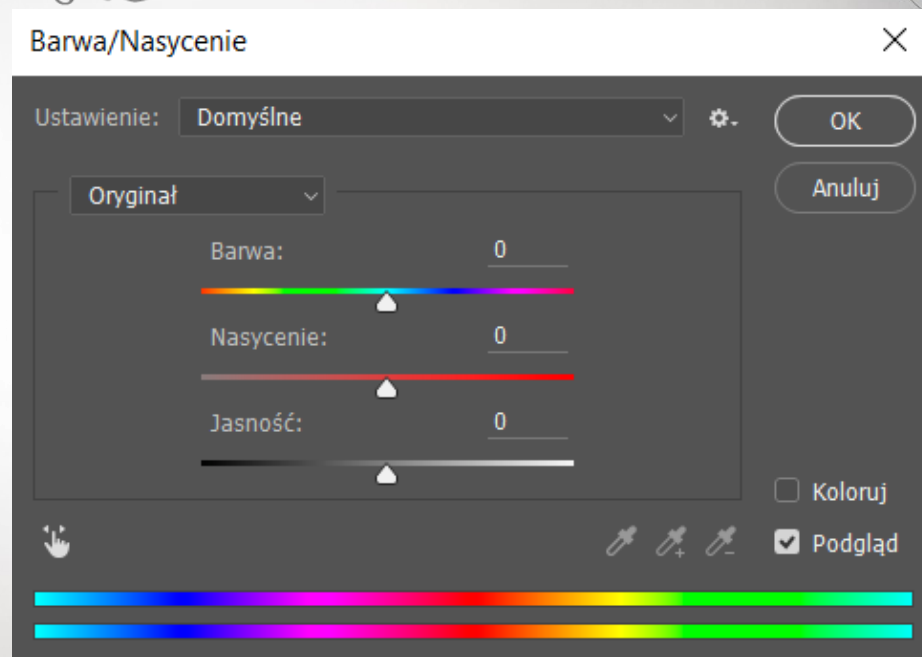 Barwa/Nasycenie
Ustawienie: Domyślne
OK
Oryginał
Anuluj
Barwa: 0
Nasycenie: 0
Jasność: 0
Koloruj
Podgląd